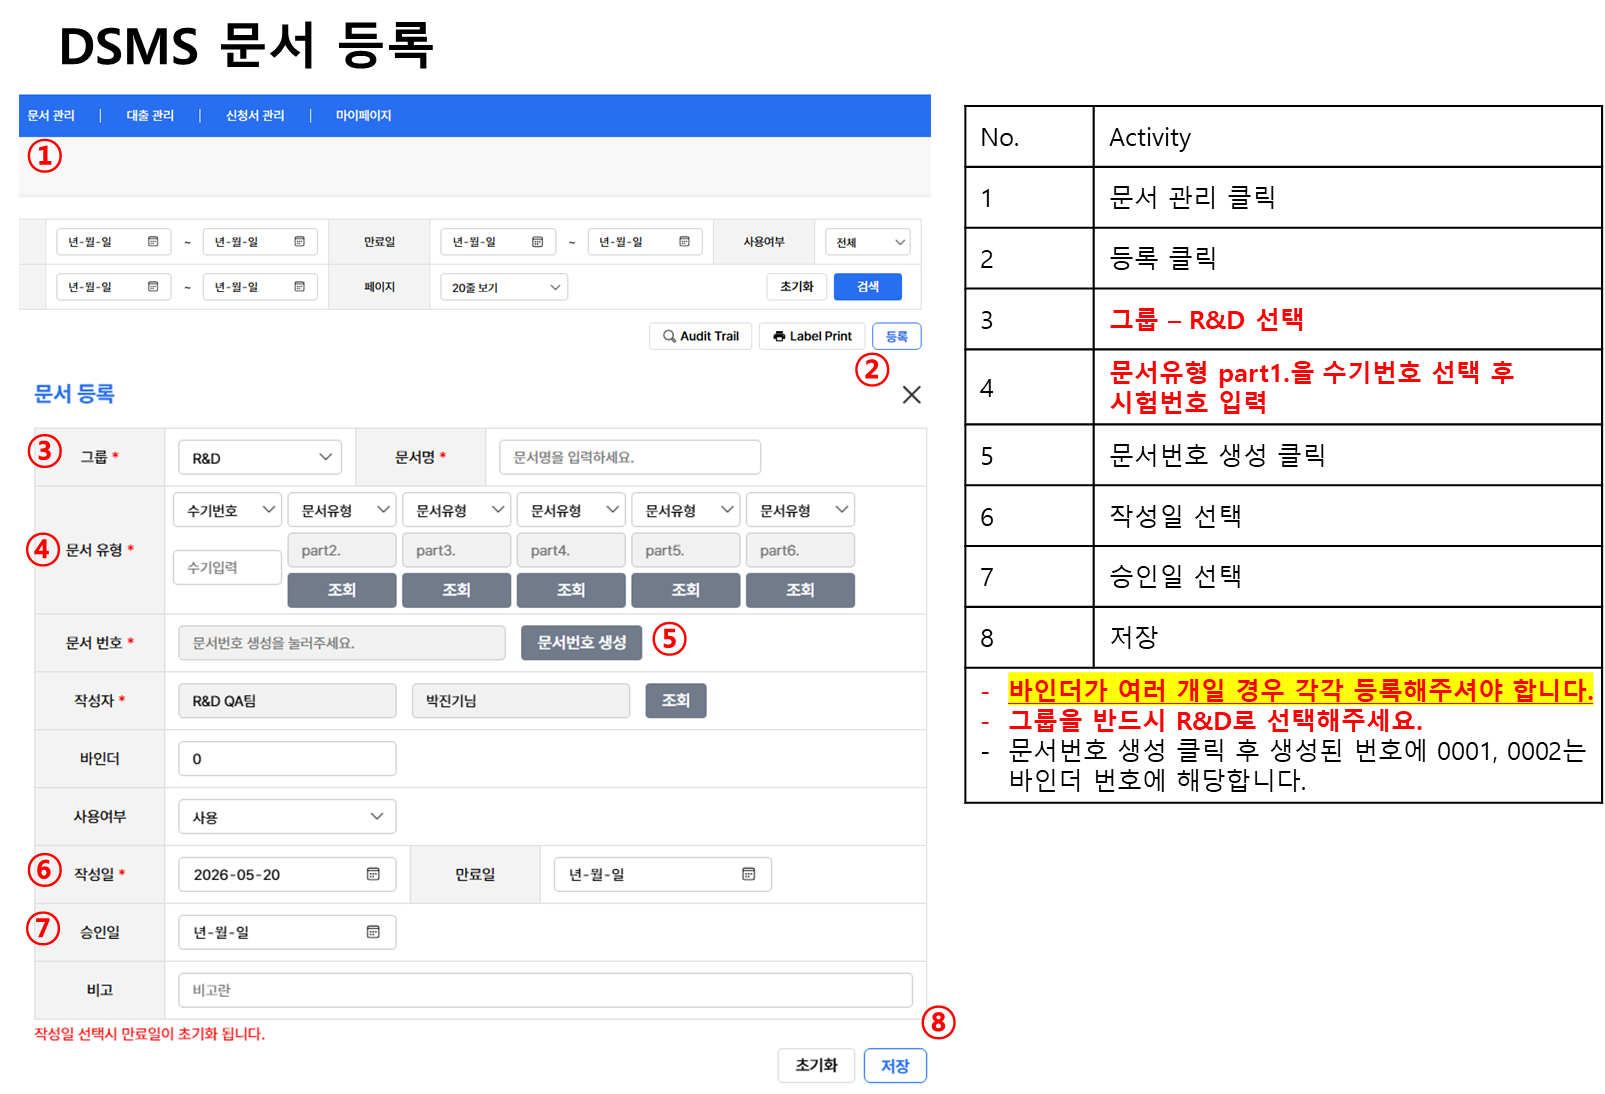 DSMS 문서 등록
문서 관리 | 대출 관리 | 신청서 관리 | 마이페이지
①
년-월-일 ~ 년-월-일 만료일 년-월-일 ~ 년-월-일 사용여부 전체
년-월-일 ~ 년-월-일 페이지 20줄 보기 초기화 검색
Audit Trail Label Print 등록
②
문서 등록
③ 그룹 * R&D 문서명 * 문서명을 입력하세요.
수기번호 문서유형 문서유형 문서유형 문서유형 문서유형
④ 문서 유형 * 수기입력 part2. part3. part4. part5. part6.
조회 조회 조회 조회 조회
문서 번호 * 문서번호 생성을 눌러주세요. 문서번호 생성 ⑤
작성자 * R&D QA팀 박진기님 조회
바인더 0
사용여부 사용
⑥ 작성일 * 2026-05-20 만료일 년-월-일
⑦ 승인일 년-월-일
비고 비고란
작성일 선택시 만료일이 초기화 됩니다.
⑧
초기화 저장
No. Activity
1 문서 관리 클릭
2 등록 클릭
3 그룹 – R&D 선택
4 문서유형 part1.을 수기번호 선택 후
시험번호 입력
5 문서번호 생성 클릭
6 작성일 선택
7 승인일 선택
8 저장
- 바인더가 여러 개일 경우 각각 등록해주셔야 합니다.
- 그룹을 반드시 R&D로 선택해주세요.
- 문서번호 생성 클릭 후 생성된 번호에 0001, 0002는
바인더 번호에 해당합니다.